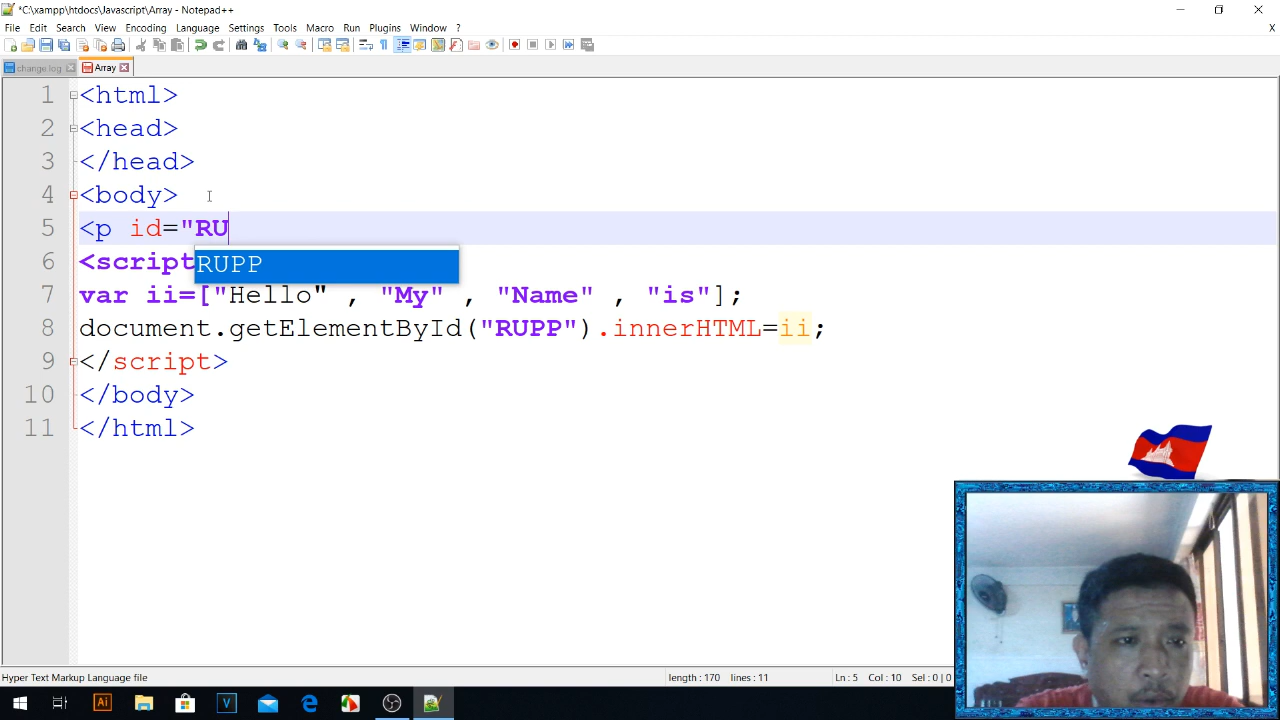 *C:\xampp\htdocs\Javascript\Array - Notepad++
File Edit Search View Encoding Language Settings Tools Macro Run Plugins Window ?
X
change log
Array
1 <html>
2 <head>
3 </head>
4 <body>
5 <p id="RU
RUPP
6 <script
7 var ii=["Hello" , "My" , "Name" , "is"];
8 document.getElementById("RUPP").innerHTML=ii;
9 </script>
10 </body>
11 </html>
Hyper Text Markup Language file
length : 170 lines : 11
Ln : 5 Col : 10 Sel : 0 | 0
Ai
V